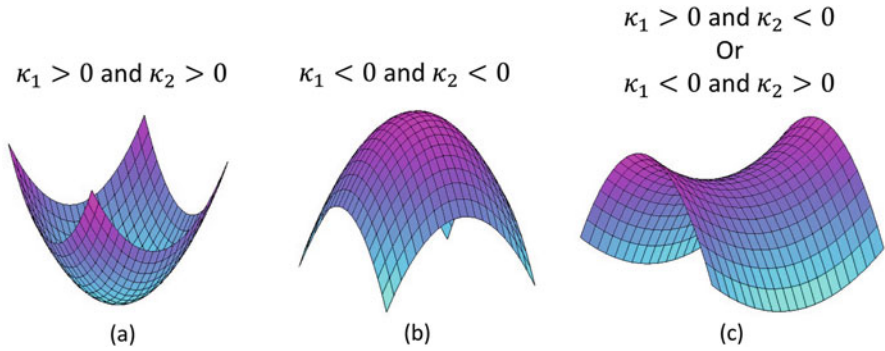 κ₁ > 0 and κ₂ > 0
κ₁ < 0 and κ₂ < 0
κ₁ > 0 and κ₂ < 0
Or
κ₁ < 0 and κ₂ > 0
(a)
(b)
(c)